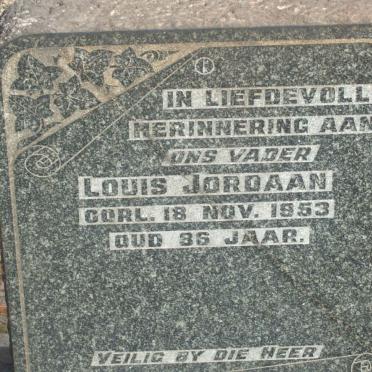 IN LIEFDEVOLL
HERINNERING AAN
ONS VADER
LOUIS JORDAAN
OORL. 18 NOV. 1953
OUD 86 JAAR.
VEILIG BY DIE HEER